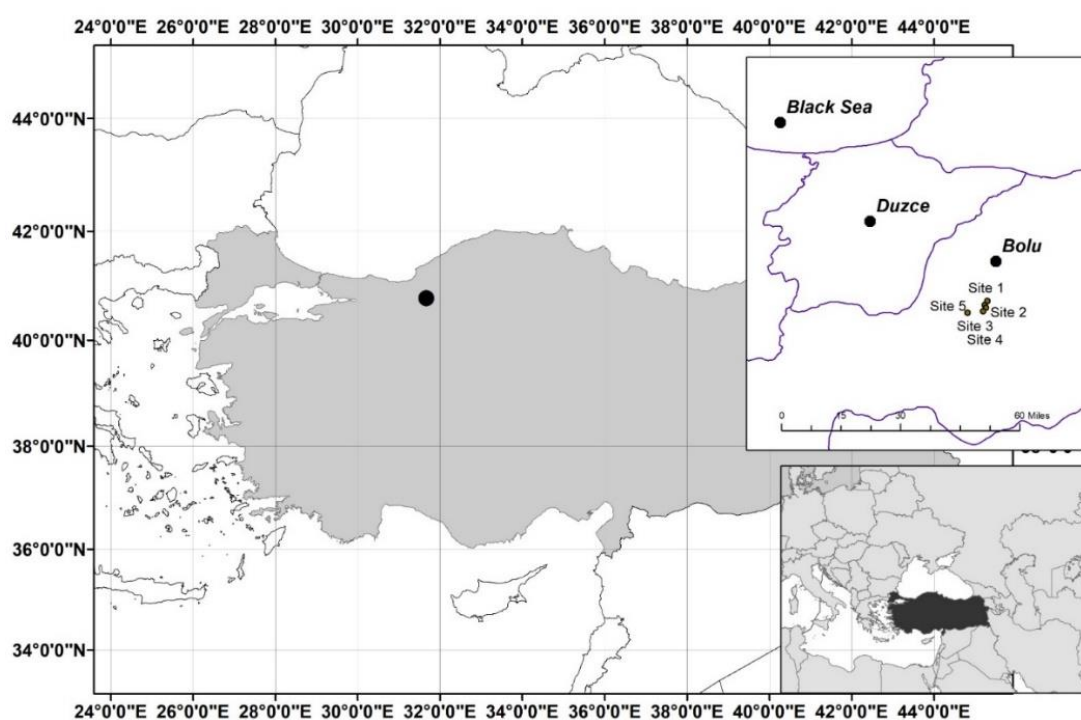 24°0'0"E 26°0'0"E 28°0'0"E 30°0'0"E 32°0'0"E 34°0'0"E 36°0'0"E 38°0'0"E 40°0'0"E 42°0'0"E 44°0'0"E
44°0'0"N
42°0'0"N
40°0'0"N
38°0'0"N
36°0'0"N
34°0'0"N
Black Sea
Duzce
Bolu
Site 1
Site 5
Site 2
Site 3
Site 4
0 15 30 60 Miles
24°0'0"E 26°0'0"E 28°0'0"E 30°0'0"E 32°0'0"E 34°0'0"E 36°0'0"E 38°0'0"E 40°0'0"E 42°0'0"E 44°0'0"E